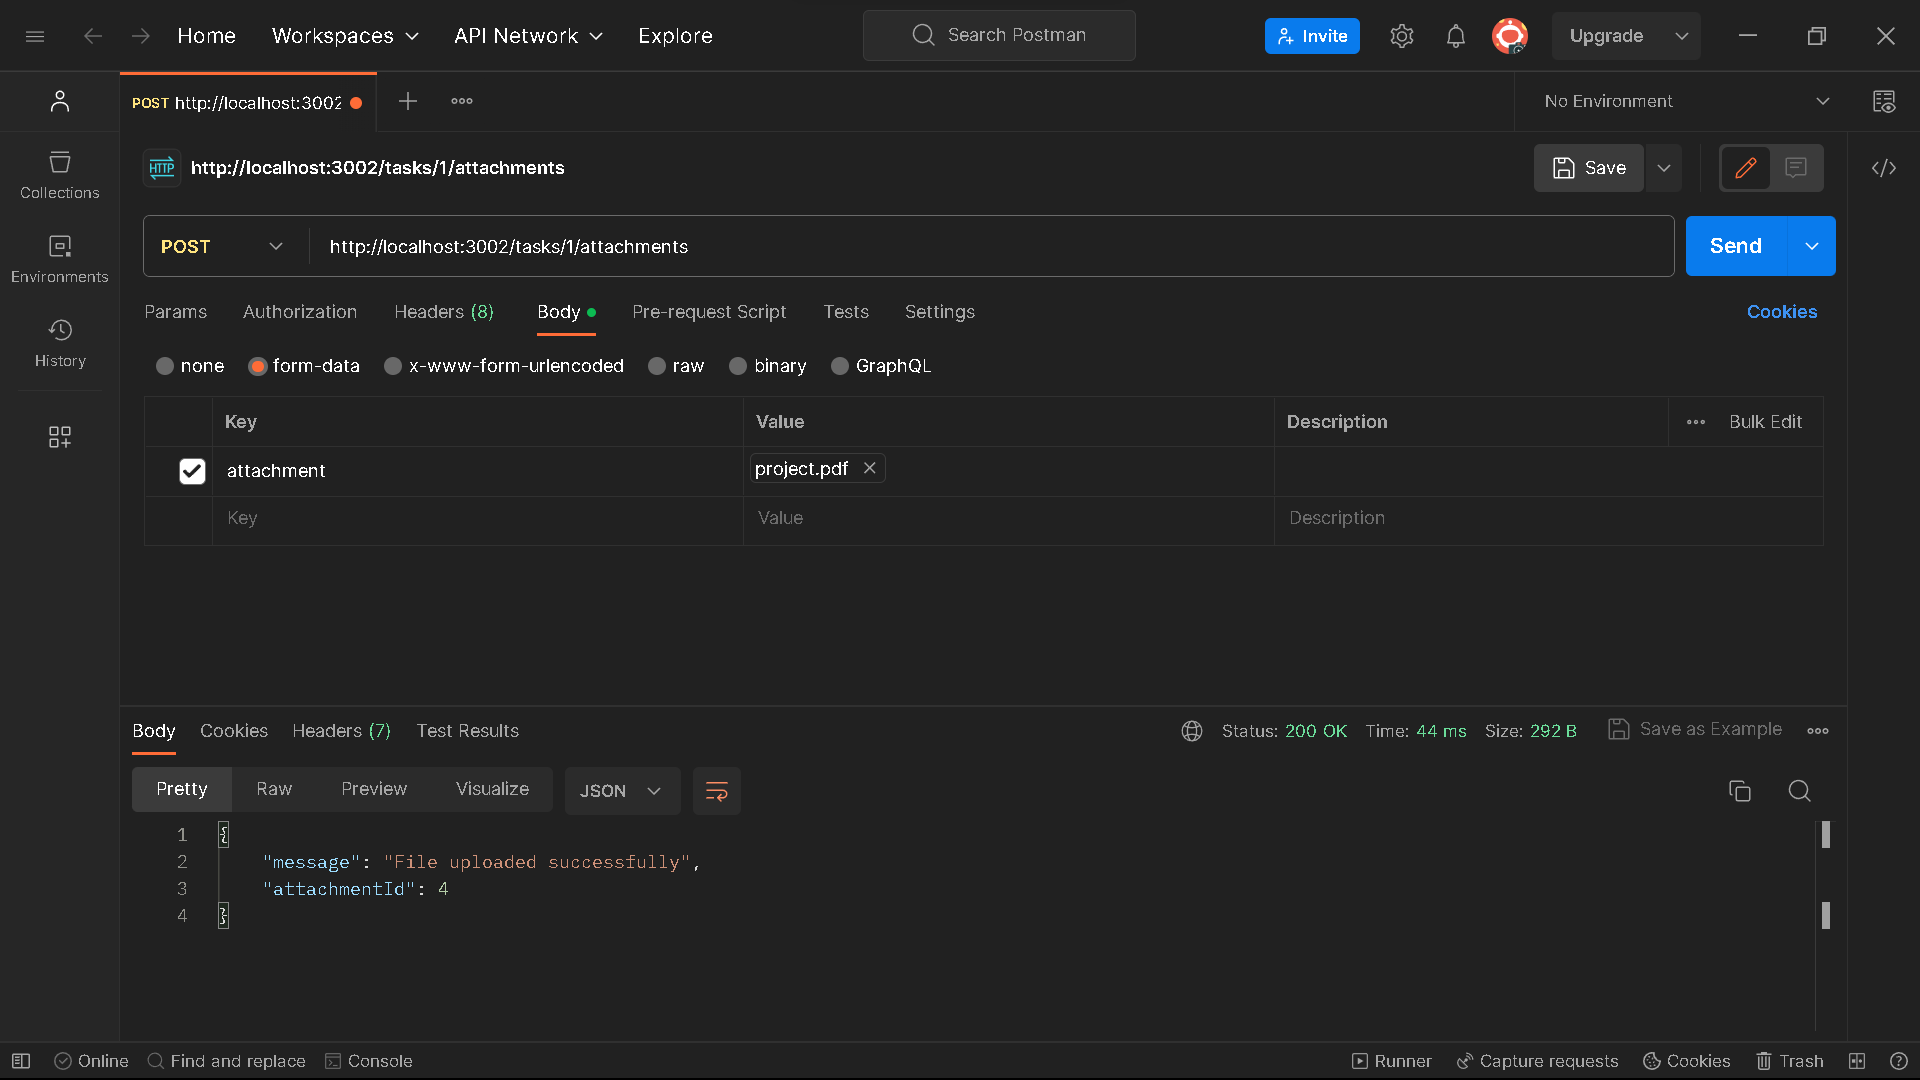 Home Workspaces API Network Explore Search Postman Invite Upgrade
POST http://localhost:3002 No Environment
HTTP http://localhost:3002/tasks/1/attachments Save
Collections
POST http://localhost:3002/tasks/1/attachments Send
Environments
Params Authorization Headers (8) Body Pre-request Script Tests Settings Cookies
History
none form-data x-www-form-urlencoded raw binary GraphQL
Key Value Description Bulk Edit
attachment project.pdf
Key Value Description
Body Cookies Headers (7) Test Results Status: 200 OK Time: 44 ms Size: 292 B Save as Example
Pretty Raw Preview Visualize JSON
1 {
2 "message": "File uploaded successfully",
3 "attachmentId": 4
4 }
Online Find and replace Console Runner Capture requests Cookies Trash